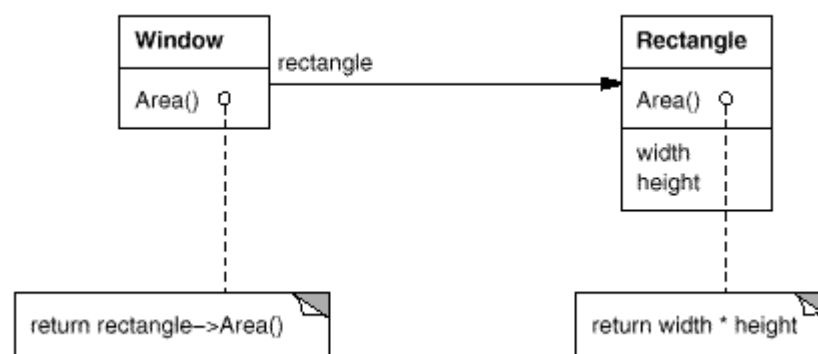 Window
Area()
rectangle
Rectangle
Area()
width
height
return rectangle->Area()
return width * height